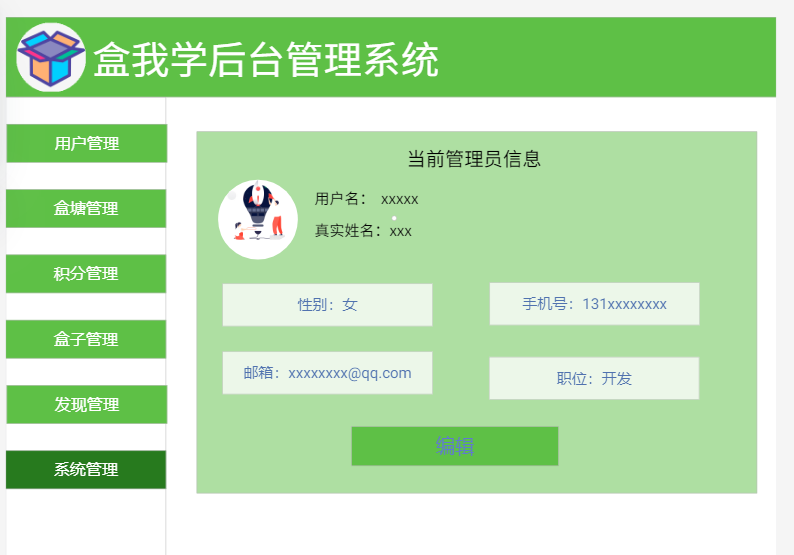 盒我学后台管理系统
用户管理
盒塘管理
积分管理
盒子管理
发现管理
系统管理
当前管理员信息
用户名： xxxxx
真实姓名：xxx
性别：女
手机号：131xxxxxxxx
邮箱：xxxxxxxx@qq.com
职位：开发
编辑